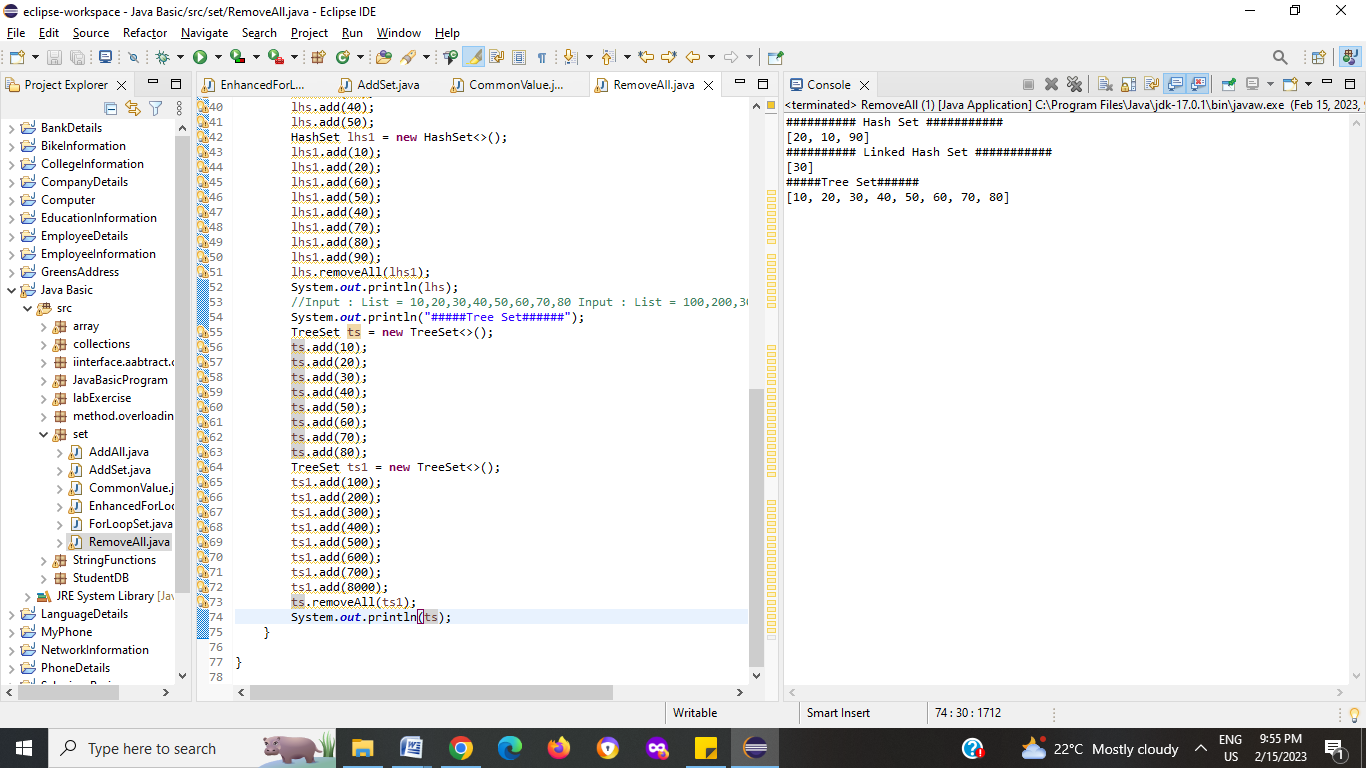 eclipse-workspace - Java Basic/src/set/RemoveAll.java - Eclipse IDE
File Edit Source Refactor Navigate Search Project Run Window Help
Project Explorer
BankDetails
BikeInformation
CollegeInformation
CompanyDetails
Computer
EducationInformation
EmployeeDetails
EmployeeInformation
GreensAddress
Java Basic
src
array
collections
iinterface.aabtract.c
JavaBasicProgram
labExercise
method.overloadin
set
AddAll.java
AddSet.java
CommonValue.j
EnhancedForLoo
ForLoopSet.java
RemoveAll.java
StringFunctions
StudentDB
JRE System Library [Jav
LanguageDetails
MyPhone
NetworkInformation
PhoneDetails
EnhancedForL... AddSet.java CommonValue.j... RemoveAll.java
40 lhs.add(40);
41 lhs.add(50);
42 HashSet lhs1 = new HashSet<>();
43 lhs1.add(10);
44 lhs1.add(20);
45 lhs1.add(60);
46 lhs1.add(50);
47 lhs1.add(40);
48 lhs1.add(70);
49 lhs1.add(80);
50 lhs1.add(90);
51 lhs.removeAll(lhs1);
52 System.out.println(lhs);
53 //Input : List = 10,20,30,40,50,60,70,80 Input : List = 100,200,30
54 System.out.println("#####Tree Set######");
55 TreeSet ts = new TreeSet<>();
56 ts.add(10);
57 ts.add(20);
58 ts.add(30);
59 ts.add(40);
60 ts.add(50);
61 ts.add(60);
62 ts.add(70);
63 ts.add(80);
64 TreeSet ts1 = new TreeSet<>();
65 ts1.add(100);
66 ts1.add(200);
67 ts1.add(300);
68 ts1.add(400);
69 ts1.add(500);
70 ts1.add(600);
71 ts1.add(700);
72 ts1.add(8000);
73 ts.removeAll(ts1);
74 System.out.println(ts);
75 }
76
77 }
78
Console
<terminated> RemoveAll (1) [Java Application] C:\Program Files\Java\jdk-17.0.1\bin\javaw.exe (Feb 15, 2023,
########## Hash Set ###########
[20, 10, 90]
########## Linked Hash Set ###########
[30]
#####Tree Set######
[10, 20, 30, 40, 50, 60, 70, 80]
Writable Smart Insert 74 : 30 : 1712
Type here to search
22°C Mostly cloudy
ENG
US
9:55 PM
2/15/2023
1